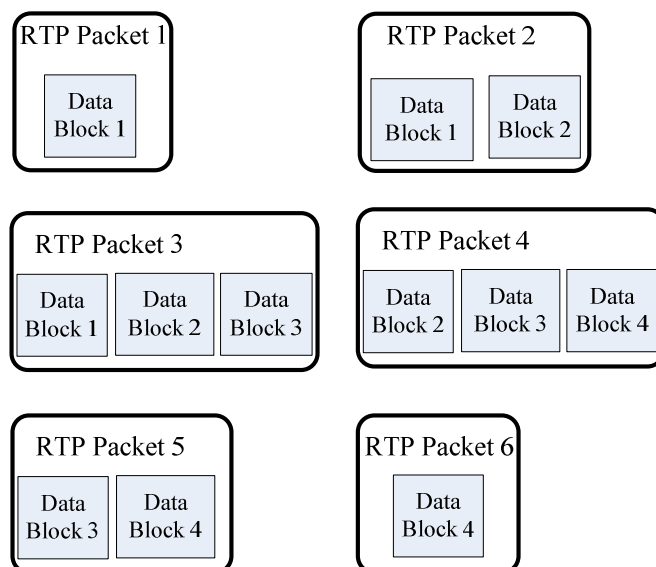 RTP Packet 1
Data
Block 1
RTP Packet 2
Data
Block 1
Data
Block 2
RTP Packet 3
Data
Block 1
Data
Block 2
Data
Block 3
RTP Packet 4
Data
Block 2
Data
Block 3
Data
Block 4
RTP Packet 5
Data
Block 3
Data
Block 4
RTP Packet 6
Data
Block 4